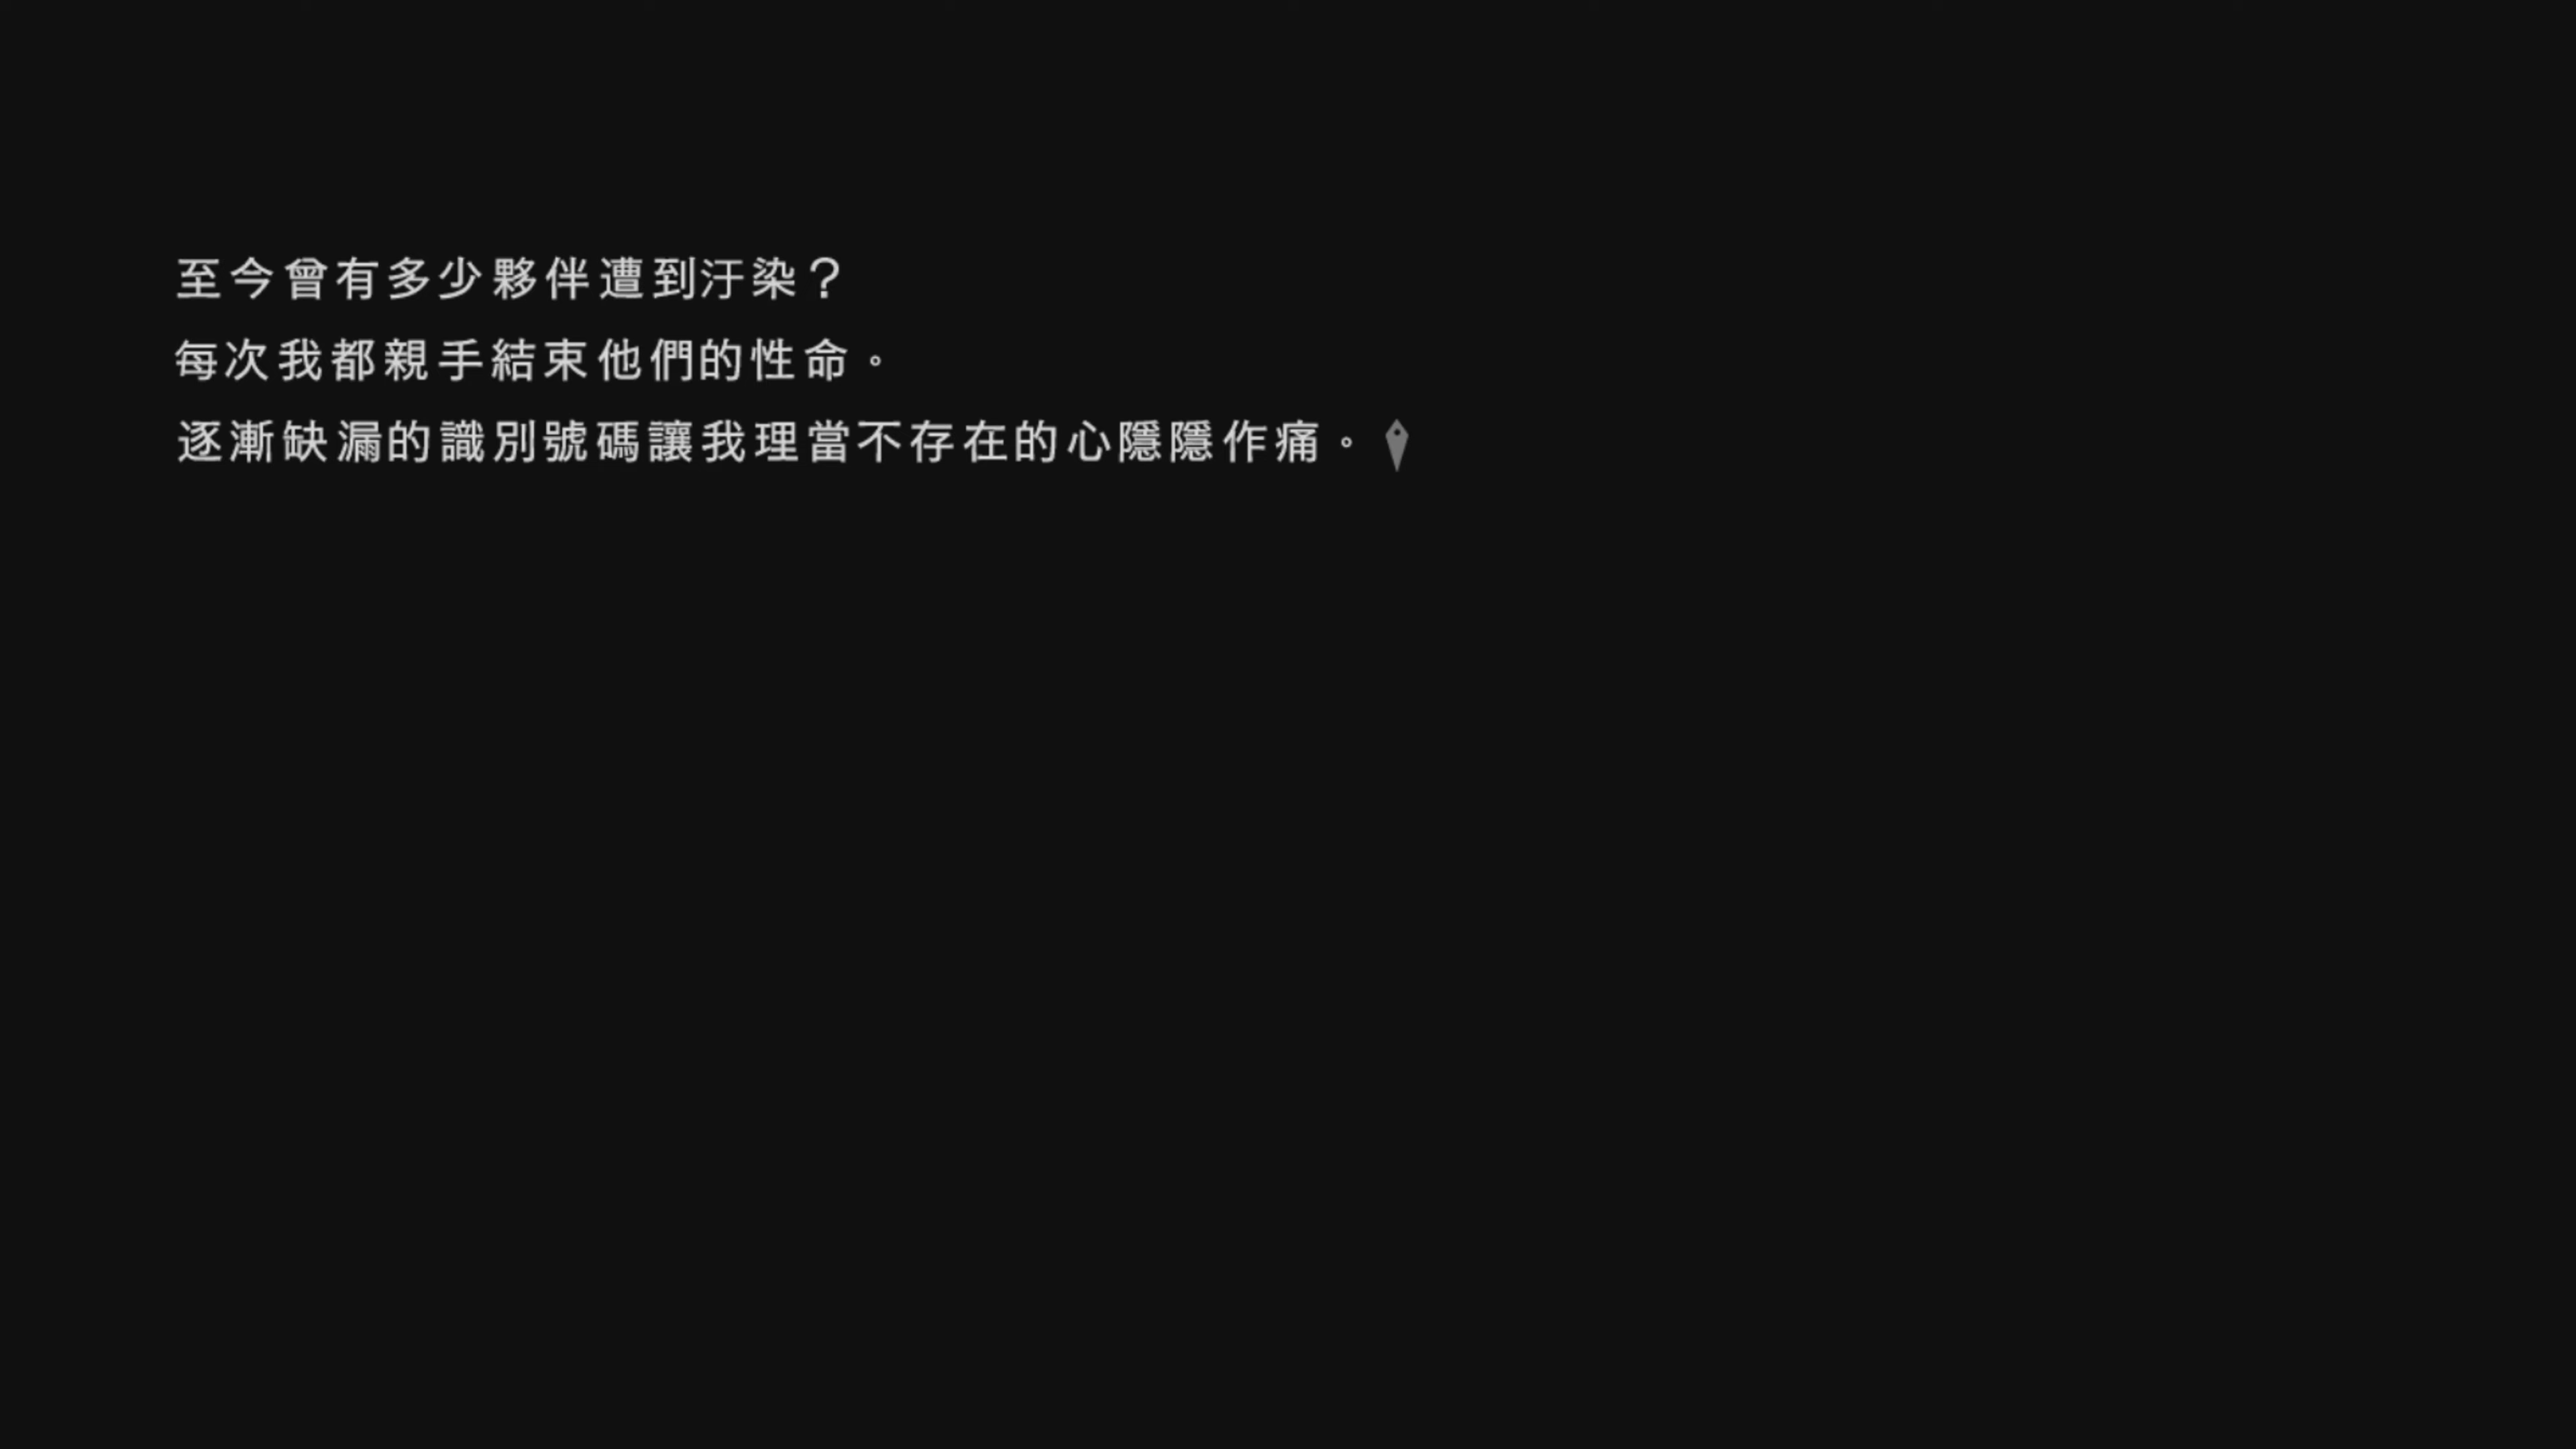 至今曾有多少夥伴遭到汙染？
每次我都親手結束他們的性命。
逐漸缺漏的識別號碼讓我理當不存在的心隱隱作痛。